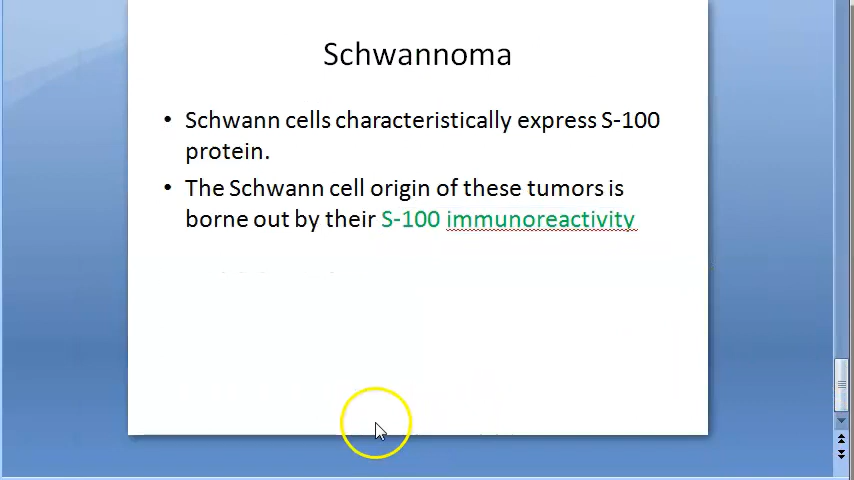 Schwannoma
• Schwann cells characteristically express S-100
protein.
• The Schwann cell origin of these tumors is
borne out by their S-100 immunoreactivity